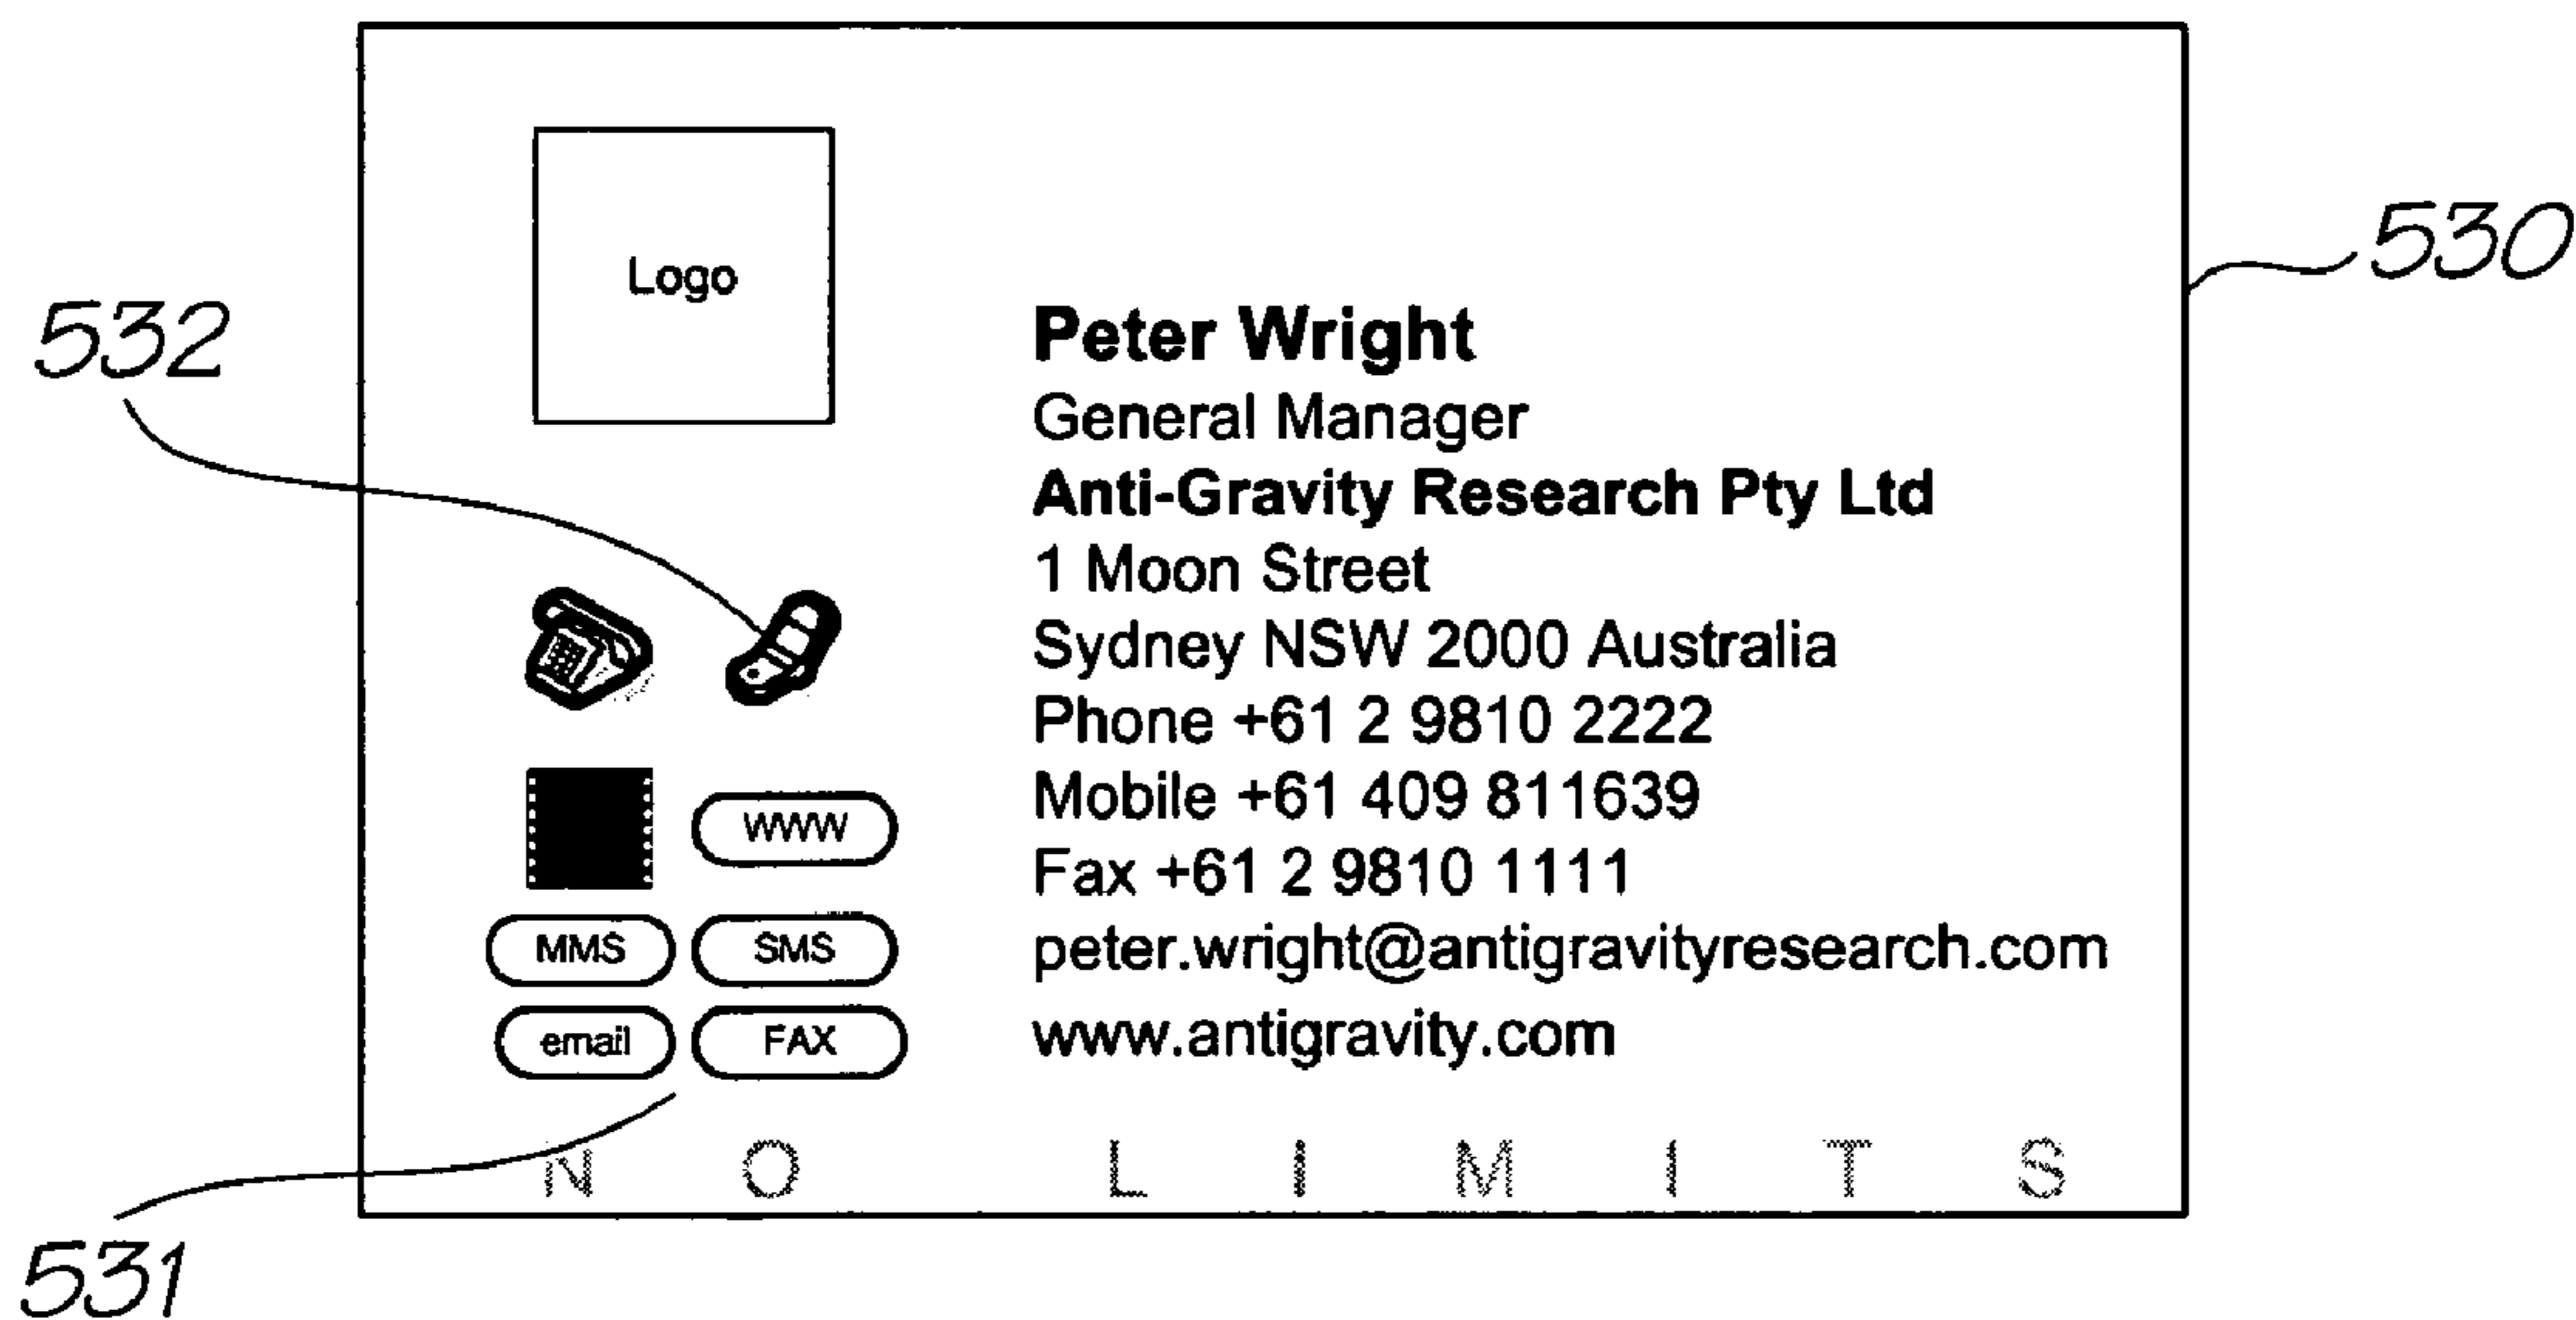 530
532
531
Logo
Peter Wright
General Manager
Anti-Gravity Research Pty Ltd
1 Moon Street
Sydney NSW 2000 Australia
Phone +61 2 9810 2222
Mobile +61 409 811639
Fax +61 2 9810 1111
peter.wright@antigravityresearch.com
www.antigravity.com
WWW
MMS SMS
email FAX
N O L I M I T S